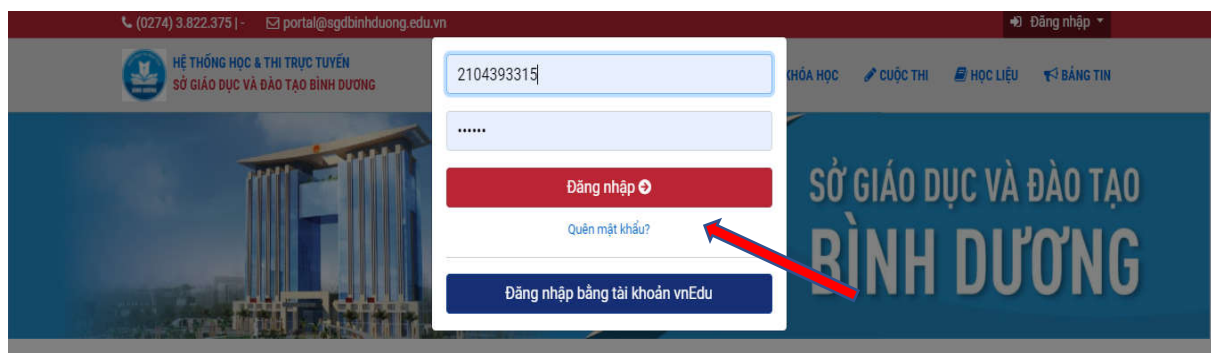 (0274) 3.822.375 | - portal@sgdbinhduong.edu.vn Đăng nhập
HỆ THỐNG HỌC & THI TRỰC TUYẾN
SỞ GIÁO DỤC VÀ ĐÀO TẠO BÌNH DƯƠNG
KHÓA HỌC CUỘC THI HỌC LIỆU BẢNG TIN
2104393315
••••••
Đăng nhập
Quên mật khẩu?
Đăng nhập bằng tài khoản vnEdu
SỞ GIÁO DỤC VÀ ĐÀO TẠO
BÌNH DƯƠNG